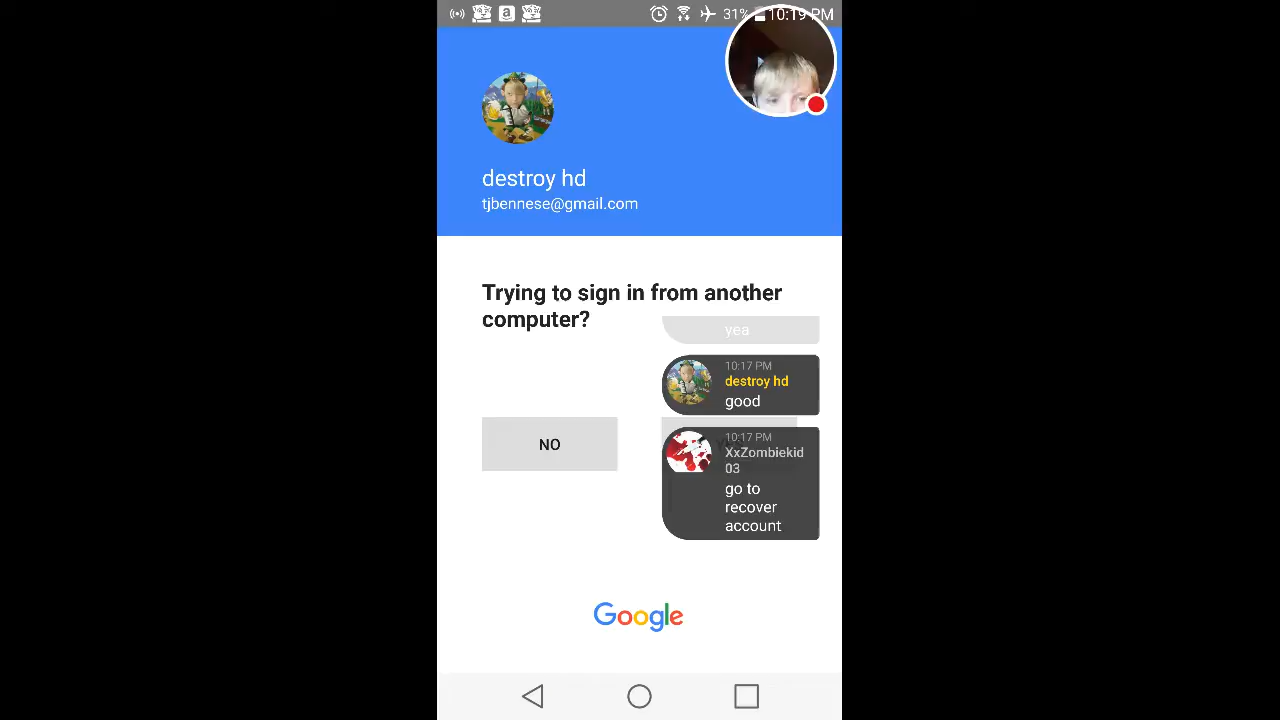 31% 10:19 PM
destroy hd
tjbennese@gmail.com
Trying to sign in from another
computer?
yea
10:17 PM
destroy hd
good
NO
10:17 PM
XxZombiekid
03
go to
recover
account
Google